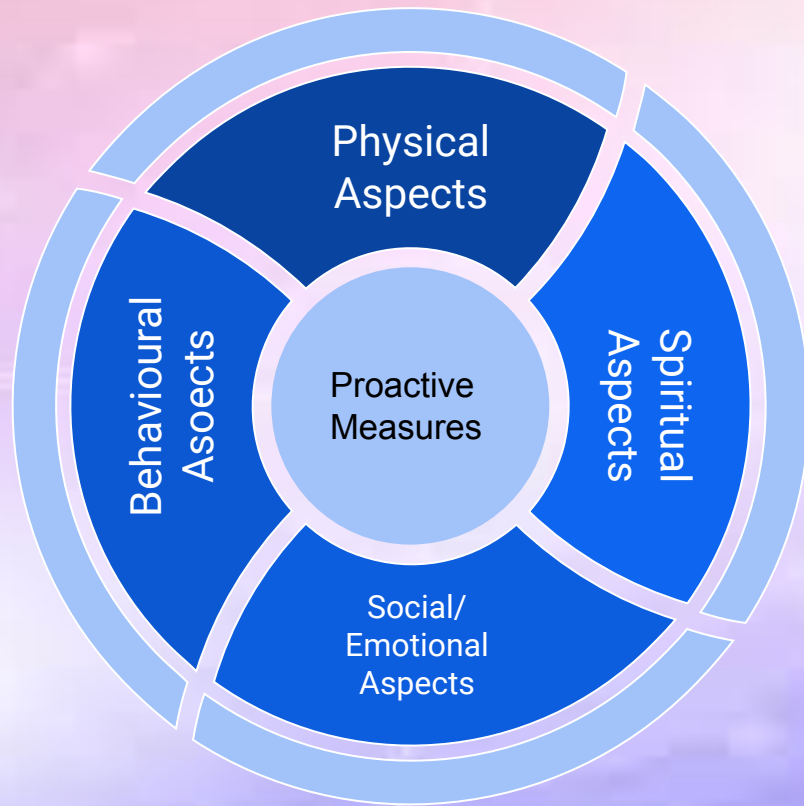 Physical
Aspects
Spiritual
Aspects
Social/
Emotional
Aspects
Behavioural
Asoects
Proactive
Measures